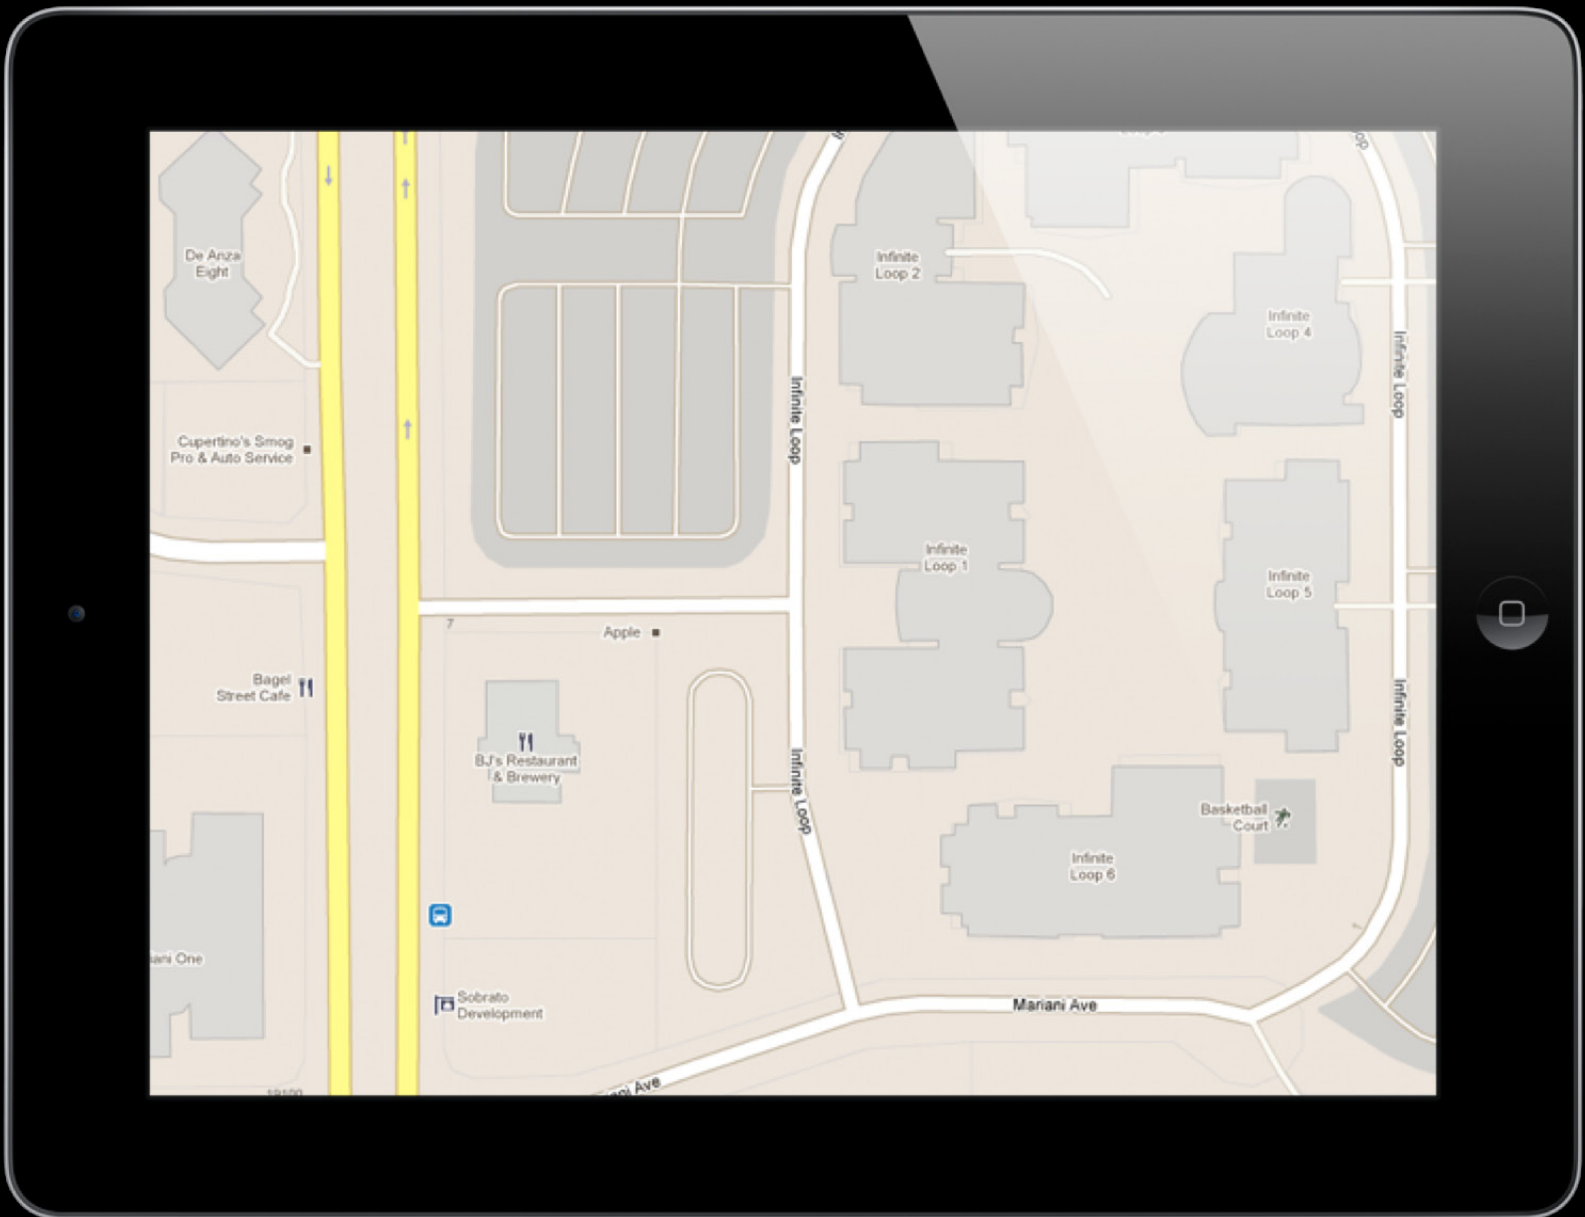 De Anza
Eight
Infinite
Loop 2
Infinite
Loop 4
Infinite Loop
Infinite Loop
Cupertino's Smog
Pro & Auto Service
Infinite
Loop 1
Infinite
Loop 5
7
Apple
Bagel
Street Cafe
BJ's Restaurant
& Brewery
Infinite Loop
Infinite Loop
Basketball
Court
Infinite
Loop 6
Sobrato
Development
Mariani Ave
One
Ave